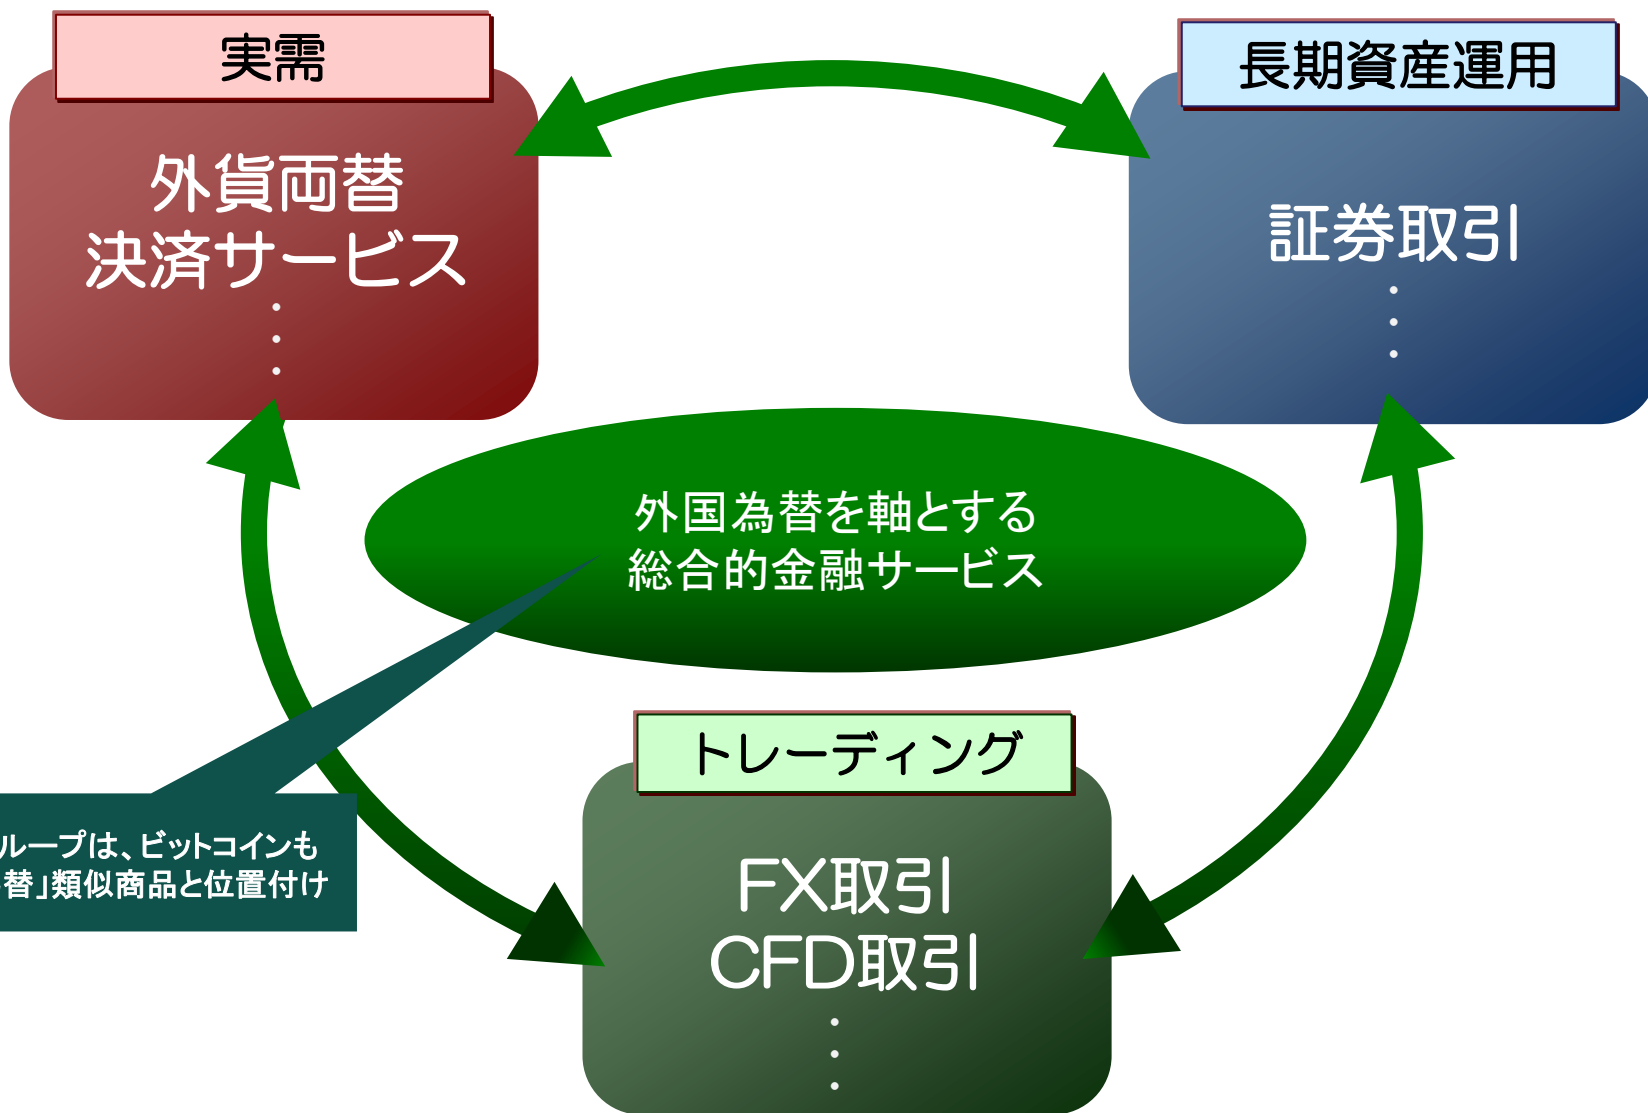 実需
外貨両替
決済サービス
・
・
・
長期資産運用
証券取引
・
・
・
外国為替を軸とする
総合的金融サービス
トレーディング
FX取引
CFD取引
・
・
・
ループは、ビットコインも
替」類似商品と位置付け